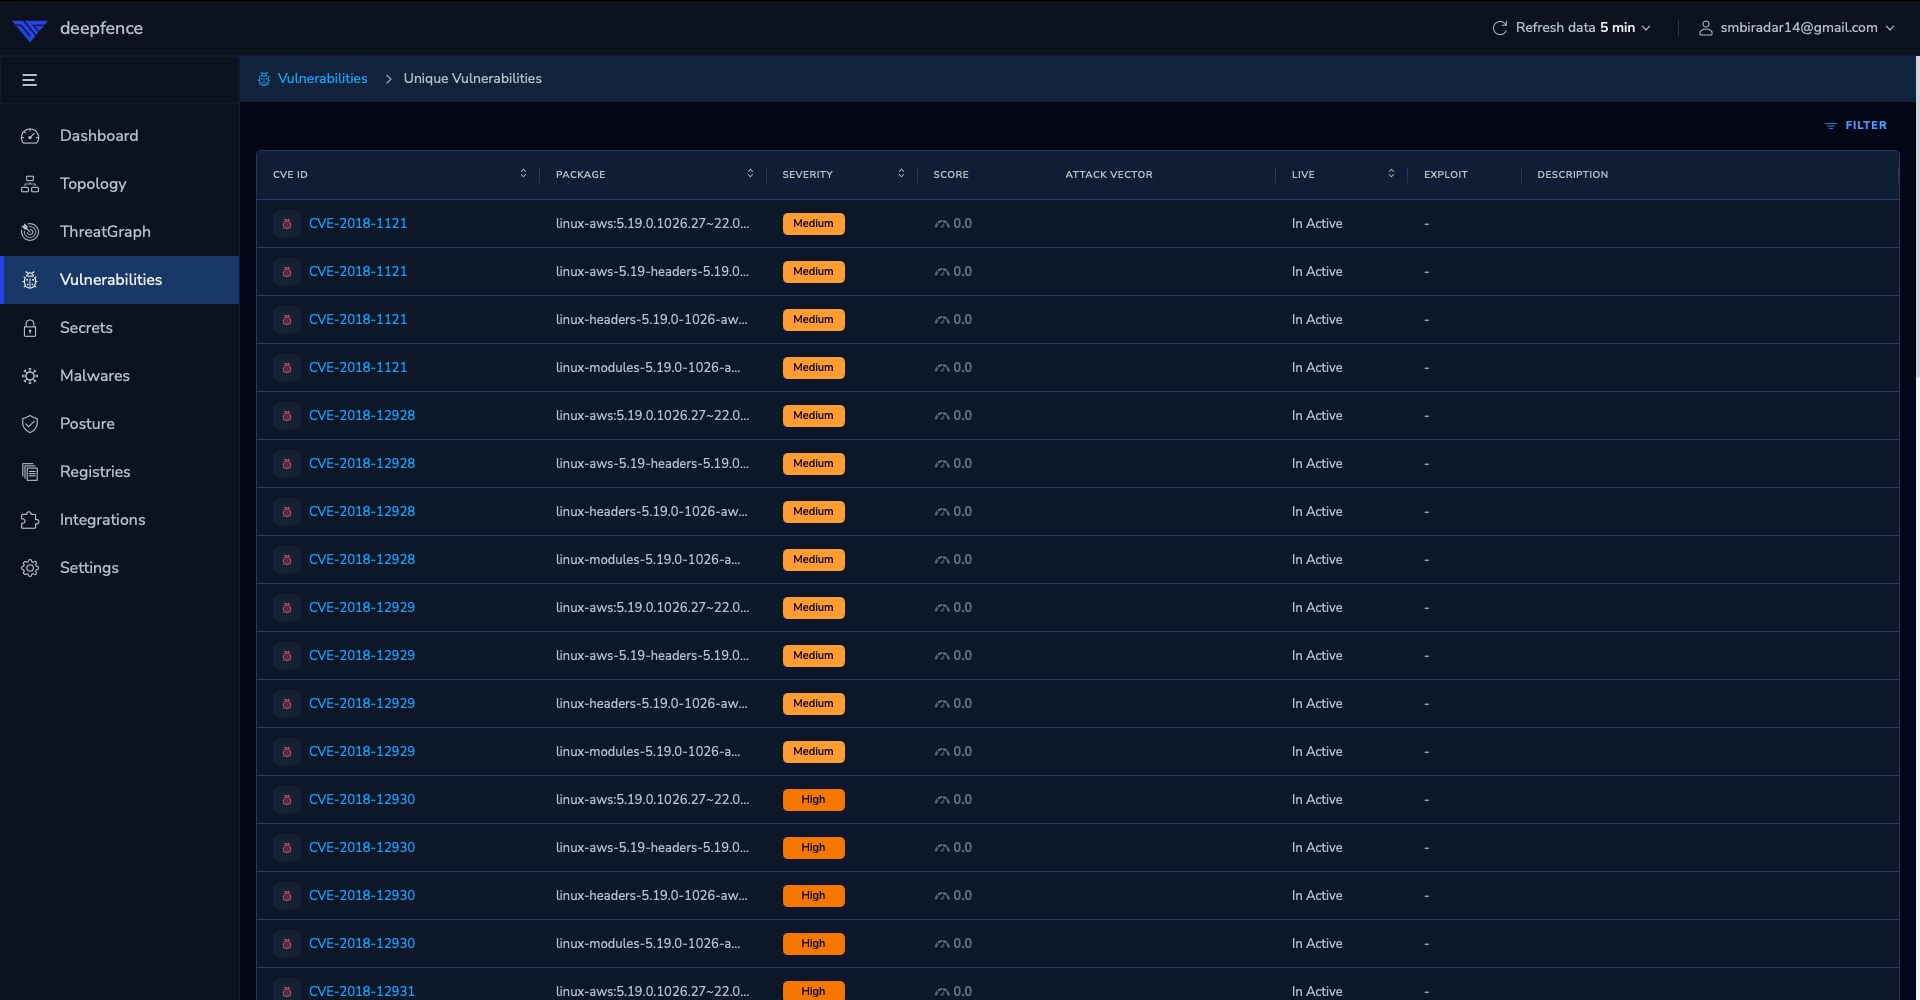 deepfence
Refresh data 5 min
smbiradar14@gmail.com
Vulnerabilities
Unique Vulnerabilities
Dashboard
Topology
ThreatGraph
Vulnerabilities
Secrets
Malwares
Posture
Registries
Integrations
Settings
FILTER
CVE ID PACKAGE SEVERITY SCORE ATTACK VECTOR LIVE EXPLOIT DESCRIPTION
CVE-2018-1121 linux-aws:5.19.0.1026.27~22.0... Medium 0.0 In Active -
CVE-2018-1121 linux-aws-5.19-headers-5.19.0... Medium 0.0 In Active -
CVE-2018-1121 linux-headers-5.19.0-1026-aw... Medium 0.0 In Active -
CVE-2018-1121 linux-modules-5.19.0-1026-a... Medium 0.0 In Active -
CVE-2018-12928 linux-aws:5.19.0.1026.27~22.0... Medium 0.0 In Active -
CVE-2018-12928 linux-aws-5.19-headers-5.19.0... Medium 0.0 In Active -
CVE-2018-12928 linux-headers-5.19.0-1026-aw... Medium 0.0 In Active -
CVE-2018-12928 linux-modules-5.19.0-1026-a... Medium 0.0 In Active -
CVE-2018-12929 linux-aws:5.19.0.1026.27~22.0... Medium 0.0 In Active -
CVE-2018-12929 linux-aws-5.19-headers-5.19.0... Medium 0.0 In Active -
CVE-2018-12929 linux-headers-5.19.0-1026-aw... Medium 0.0 In Active -
CVE-2018-12929 linux-modules-5.19.0-1026-a... Medium 0.0 In Active -
CVE-2018-12930 linux-aws:5.19.0.1026.27~22.0... High 0.0 In Active -
CVE-2018-12930 linux-aws-5.19-headers-5.19.0... High 0.0 In Active -
CVE-2018-12930 linux-headers-5.19.0-1026-aw... High 0.0 In Active -
CVE-2018-12930 linux-modules-5.19.0-1026-a... High 0.0 In Active -
CVE-2018-12931 linux-aws:5.19.0.1026.27~22.0... High 0.0 In Active -